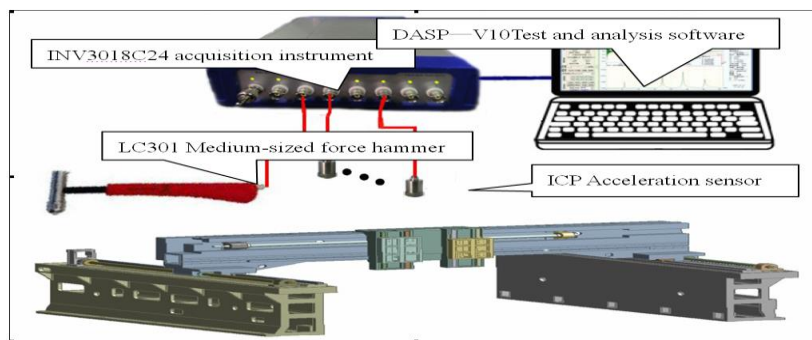 DASP—V10Test and analysis software
INV3018C24 acquisition instrument
LC301 Medium-sized force hammer
ICP Acceleration sensor